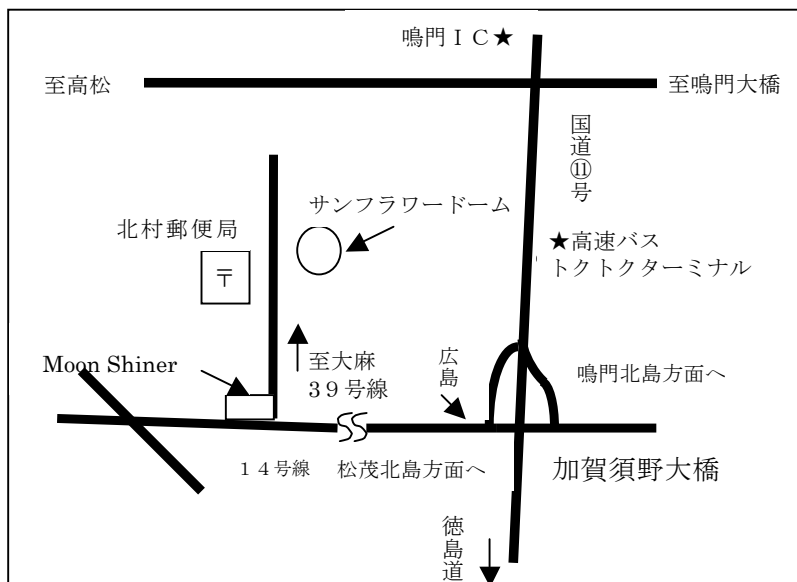 鳴門ＩＣ★
至高松
至鳴門大橋
国道⑪号
サンフラワードーム
北村郵便局
〒
★高速バス
トクトクターミナル
Moon Shiner
至大麻
３９号線
広島
鳴門北島方面へ
１４号線
松茂北島方面へ
加賀須野大橋
徳島道